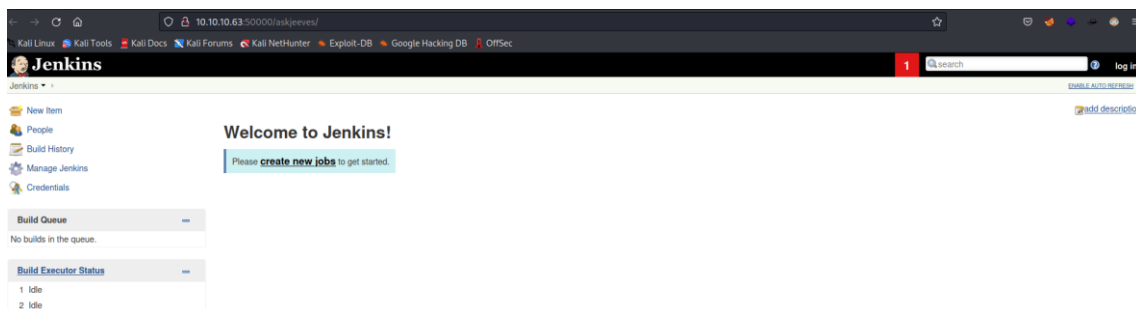 10.10.10.63:50000/askjeeves/
Kali Linux Kali Tools Kali Docs Kali Forums Kali NetHunter Exploit-DB Google Hacking DB OffSec
Jenkins 1 search log in
Jenkins ENABLE AUTO REFRESH
New Item add descriptio
People
Build History
Manage Jenkins
Credentials
Welcome to Jenkins!
Please create new jobs to get started.
Build Queue
No builds in the queue.
Build Executor Status
1 Idle
2 Idle